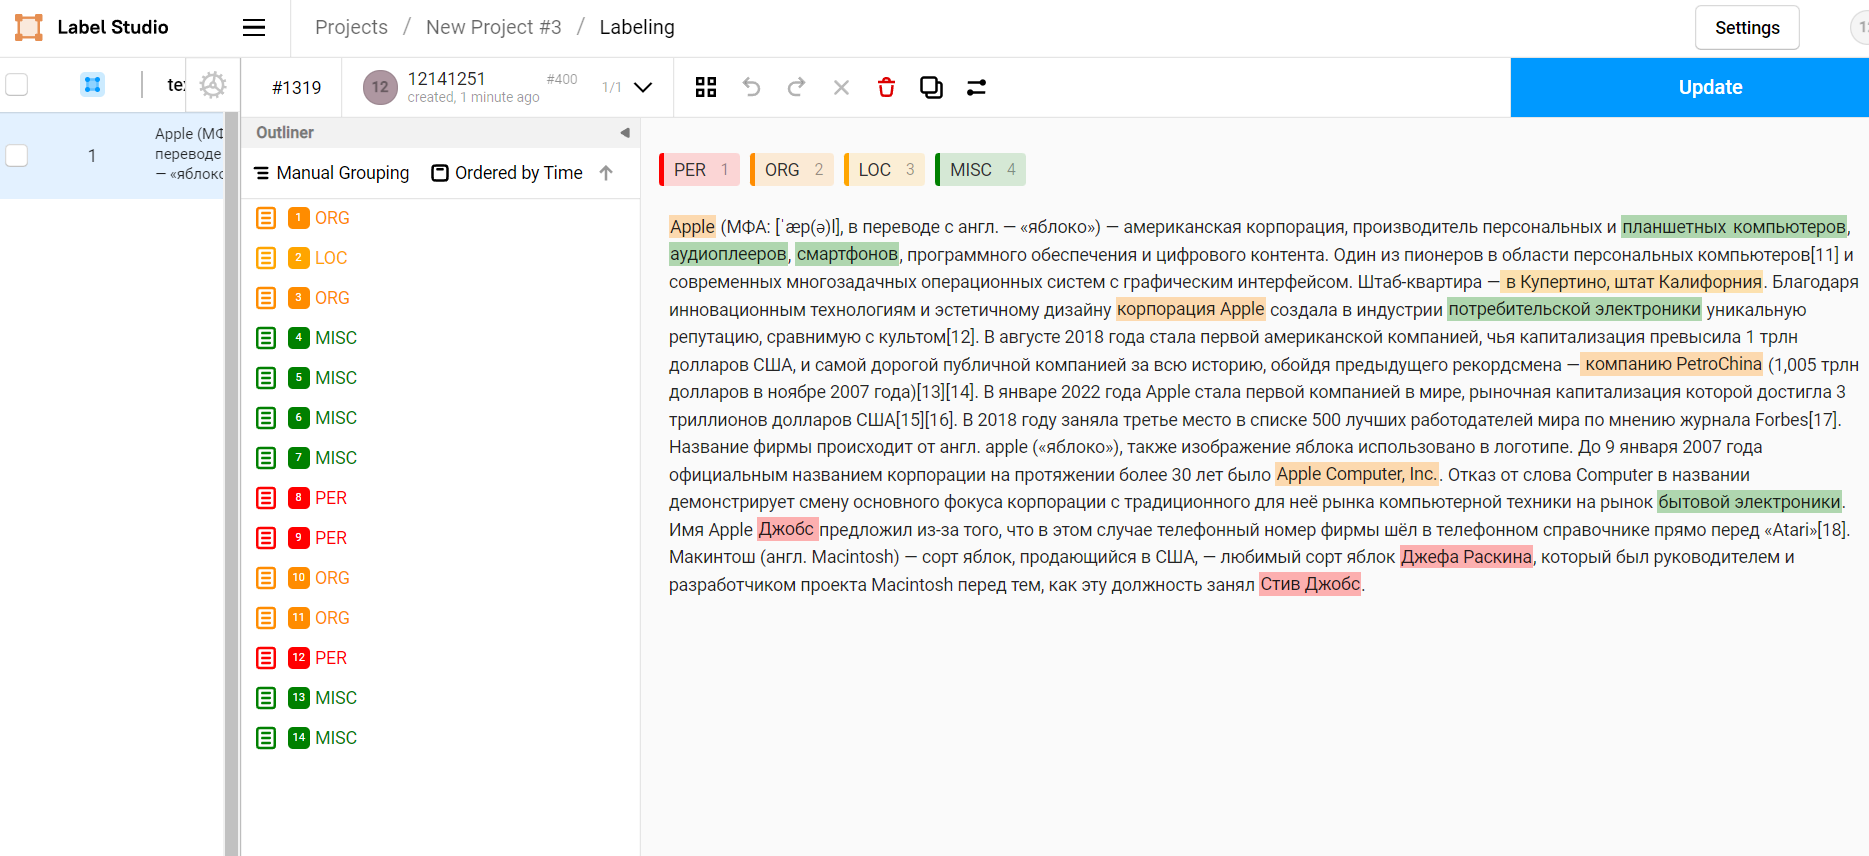 Label Studio
Projects / New Project #3 / Labeling
Settings
#1319
12
12141251
#400
created, 1 minute ago
1/1
Update
1
Apple (МФ
переводе
— «яблоко
Outliner
Manual Grouping
Ordered by Time
1 ORG
2 LOC
3 ORG
4 MISC
5 MISC
6 MISC
7 MISC
8 PER
9 PER
10 ORG
11 ORG
12 PER
13 MISC
14 MISC
PER 1 ORG 2 LOC 3 MISC 4
Apple (МФА: [ˈæp(ə)l], в переводе с англ. — «яблоко») — американская корпорация, производитель персональных и планшетных компьютеров,
аудиоплееров, смартфонов, программного обеспечения и цифрового контента. Один из пионеров в области персональных компьютеров[11] и
современных многозадачных операционных систем с графическим интерфейсом. Штаб-квартира — в Купертино, штат Калифорния. Благодаря
инновационным технологиям и эстетичному дизайну корпорация Apple создала в индустрии потребительской электроники уникальную
репутацию, сравнимую с культом[12]. В августе 2018 года стала первой американской компанией, чья капитализация превысила 1 трлн
долларов США, и самой дорогой публичной компанией за всю историю, обойдя предыдущего рекордсмена — компанию PetroChina (1,005 трлн
долларов в ноябре 2007 года)[13][14]. В январе 2022 года Apple стала первой компанией в мире, рыночная капитализация которой достигла 3
триллионов долларов США[15][16]. В 2018 году заняла третье место в списке 500 лучших работодателей мира по мнению журнала Forbes[17].
Название фирмы происходит от англ. apple («яблоко»), также изображение яблока использовано в логотипе. До 9 января 2007 года
официальным названием корпорации на протяжении более 30 лет было Apple Computer, Inc.. Отказ от слова Computer в названии
демонстрирует смену основного фокуса корпорации с традиционного для неё рынка компьютерной техники на рынок бытовой электроники.
Имя Apple Джобс предложил из-за того, что в этом случае телефонный номер фирмы шёл в телефонном справочнике прямо перед «Atari»[18].
Макинтош (англ. Macintosh) — сорт яблок, продающийся в США, — любимый сорт яблок Джефа Раскина, который был руководителем и
разработчиком проекта Macintosh перед тем, как эту должность занял Стив Джобс.